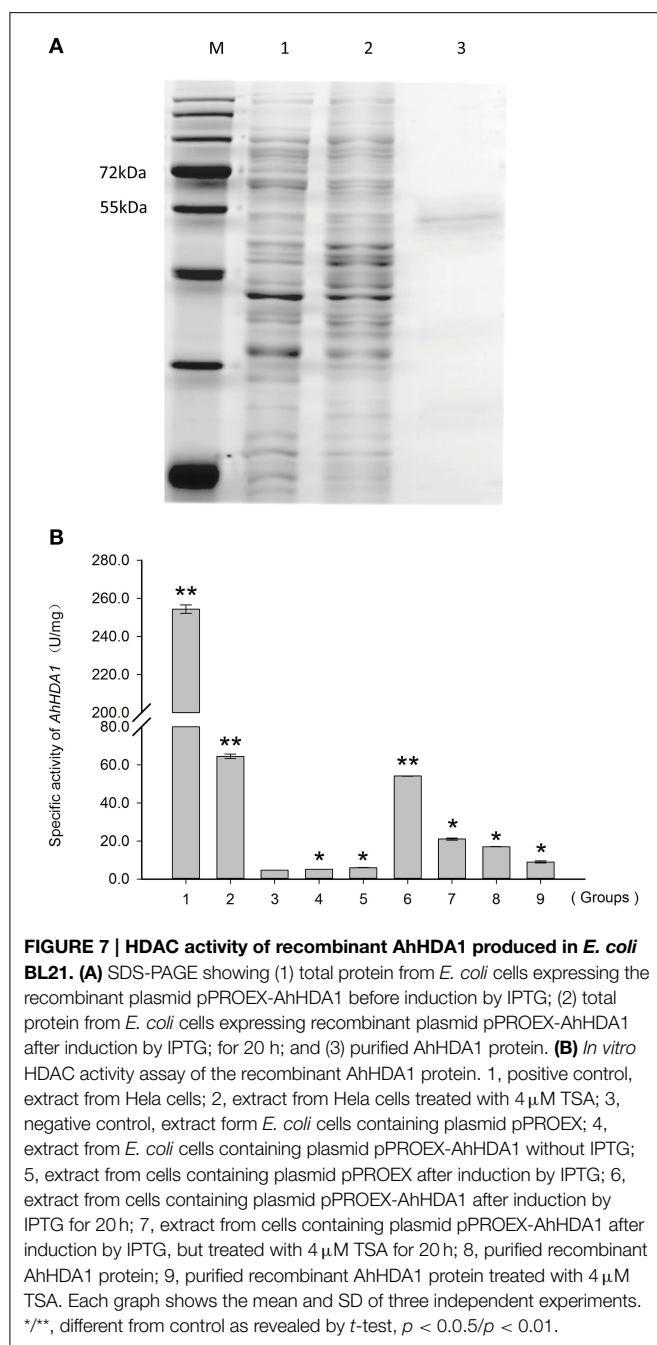 A
M 1 2 3
72kDa
55kDa
B
Specific activity of AhHDA1 (U/mg)
280.0
260.0
240.0
220.0
200.0
80.0
60.0
40.0
20.0
0.0
** ** * * ** * * *
1 2 3 4 5 6 7 8 9 ( Groups )
FIGURE 7 | HDAC activity of recombinant AhHDA1 produced in E. coli
BL21. (A) SDS-PAGE showing (1) total protein from E. coli cells expressing the
recombinant plasmid pPROEX-AhHDA1 before induction by IPTG; (2) total
protein from E. coli cells expressing recombinant plasmid pPROEX-AhHDA1
after induction by IPTG; for 20 h; and (3) purified AhHDA1 protein. (B) In vitro
HDAC activity assay of the recombinant AhHDA1 protein. 1, positive control,
extract from Hela cells; 2, extract from Hela cells treated with 4 μM TSA; 3,
negative control, extract form E. coli cells containing plasmid pPROEX; 4,
extract from E. coli cells containing plasmid pPROEX-AhHDA1 without IPTG;
5, extract from cells containing plasmid pPROEX after induction by IPTG; 6,
extract from cells containing plasmid pPROEX-AhHDA1 after induction by
IPTG for 20 h; 7, extract from cells containing plasmid pPROEX-AhHDA1 after
induction by IPTG, but treated with 4 μM TSA for 20 h; 8, purified recombinant
AhHDA1 protein; 9, purified recombinant AhHDA1 protein treated with 4 μM
TSA. Each graph shows the mean and SD of three independent experiments.
*/**, different from control as revealed by t-test, p < 0.0.5/p < 0.01.